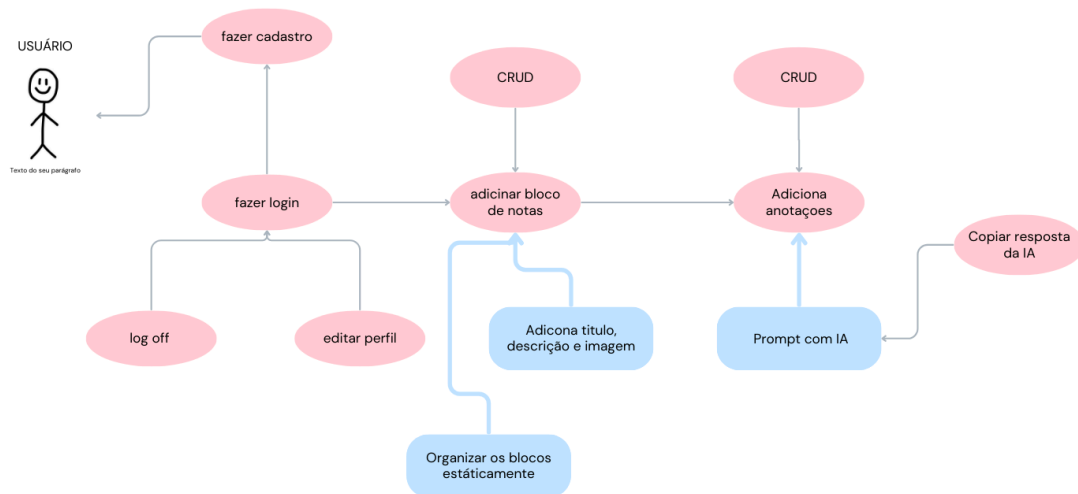 fazer cadastro
USUÁRIO
CRUD
CRUD
Texto do seu parágrafo
fazer login
adicinar bloco
de notas
Adiciona
anotaçoes
Copiar resposta
da IA
log off
editar perfil
Adicona titulo,
descrição e imagem
Prompt com IA
Organizar os blocos
estáticamente